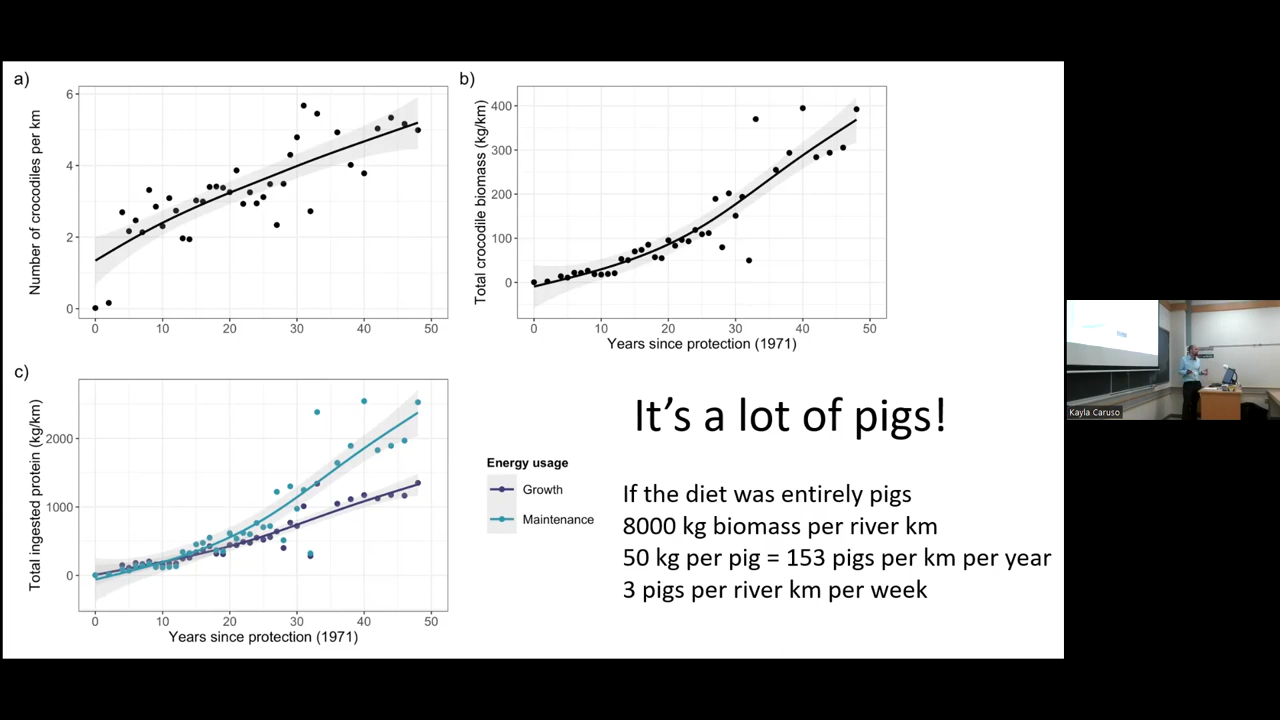 a)
Number of crocodiles per km
6
4
2
0
0 10 20 30 40 50
b)
Total crocodile biomass (kg/km)
400
300
200
100
0
0 10 20 30 40 50
Years since protection (1971)
c)
Total ingested protein (kg/km)
2000
1000
0
0 10 20 30 40 50
Years since protection (1971)
Energy usage
Growth
Maintenance
It's a lot of pigs!
If the diet was entirely pigs
8000 kg biomass per river km
50 kg per pig = 153 pigs per km per year
3 pigs per river km per week
Kayla Caruso